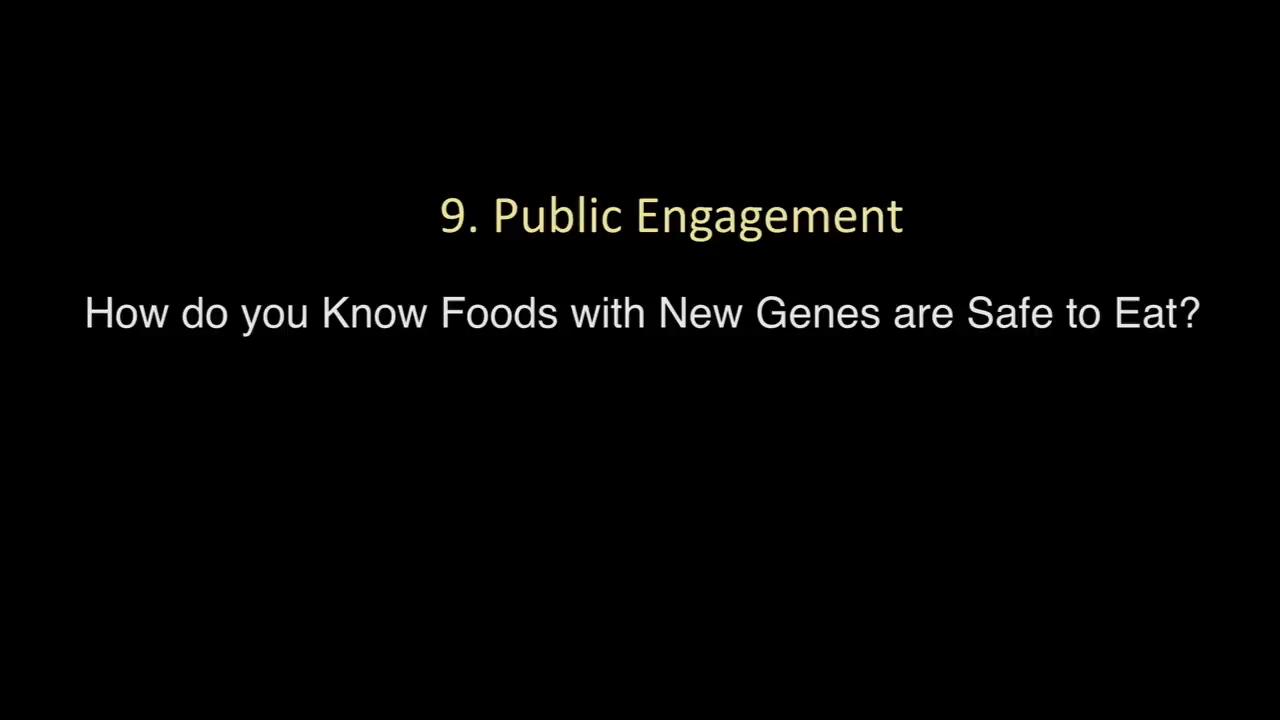 9. Public Engagement
How do you Know Foods with New Genes are Safe to Eat?